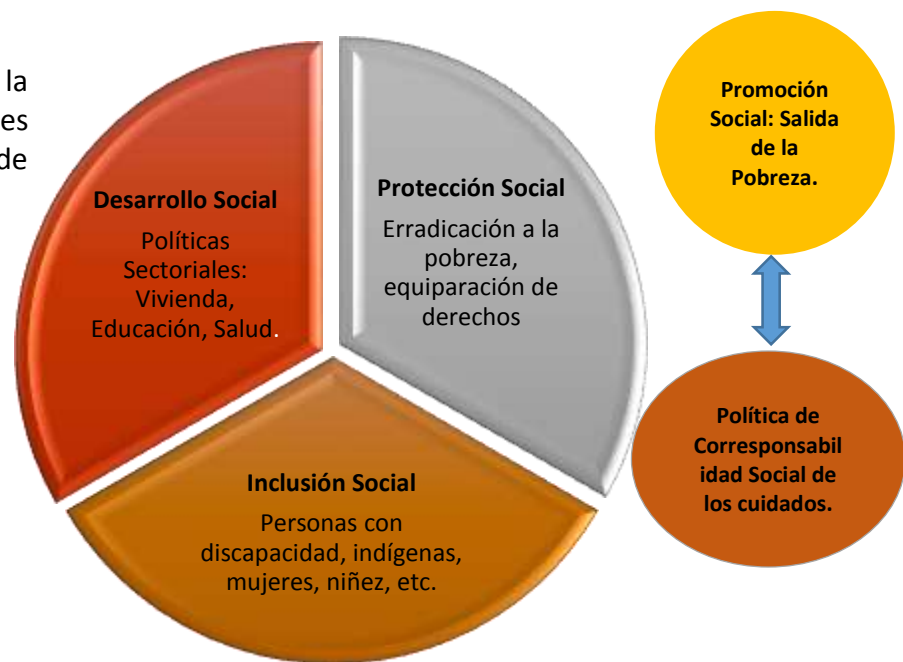 la
es
de
Desarrollo Social
Políticas
Sectoriales:
Vivienda,
Educación, Salud.
Protección Social
Erradicación a la
pobreza,
equiparación de
derechos
Inclusión Social
Personas con
discapacidad, indígenas,
mujeres, niñez, etc.
Promoción
Social: Salida
de la
Pobreza.
Política de
Corresponsabil
idad Social de
los cuidados.